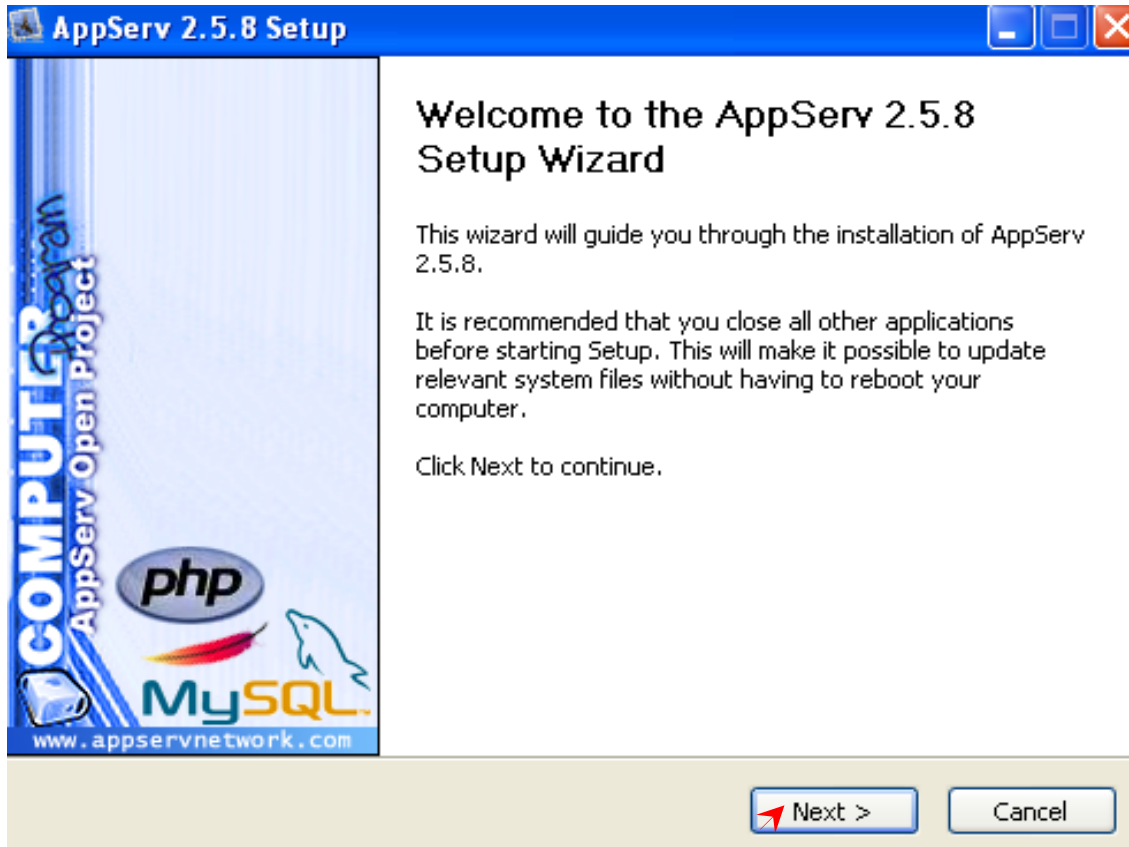 AppServ 2.5.8 Setup
COMPUTER
Program
AppServ Open Project
php
MySQL
www.appservnetwork.com
Welcome to the AppServ 2.5.8
Setup Wizard
This wizard will guide you through the installation of AppServ
2.5.8.
It is recommended that you close all other applications
before starting Setup. This will make it possible to update
relevant system files without having to reboot your
computer.
Click Next to continue.
Next >
Cancel